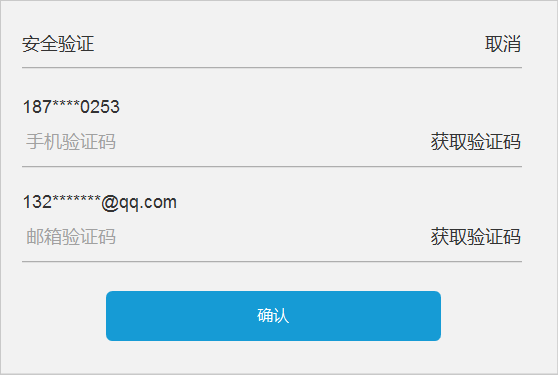 安全验证 取消
187****0253
手机验证码 获取验证码
132*******@qq.com
邮箱验证码 获取验证码
确认